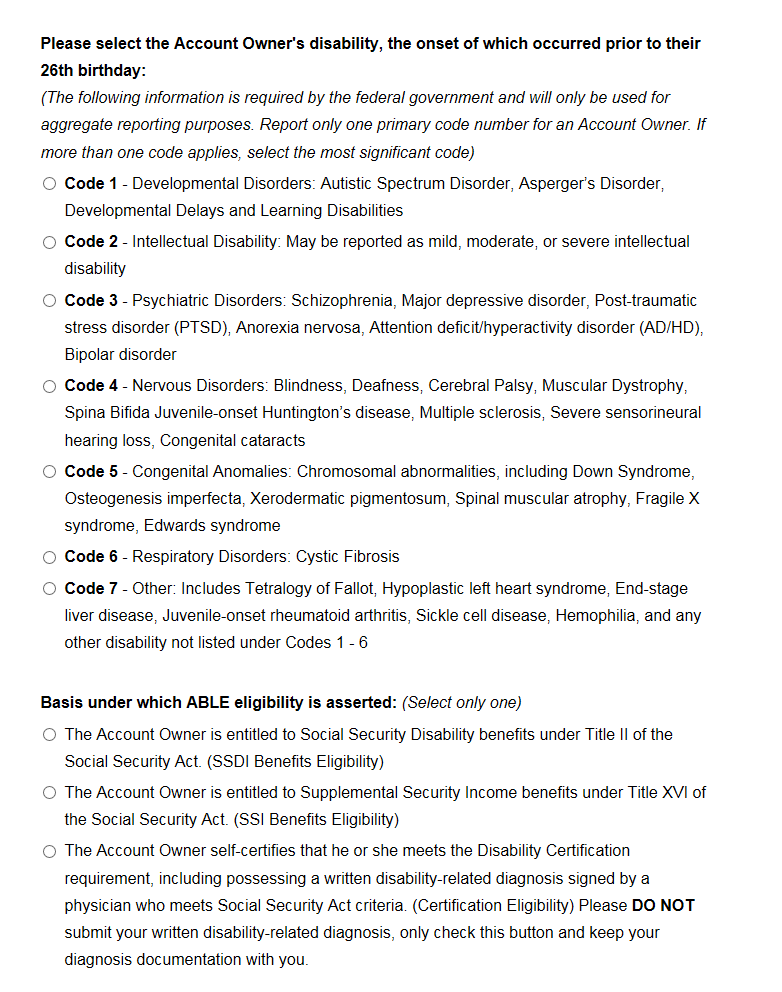 Please select the Account Owner's disability, the onset of which occurred prior to their
26th birthday:
(The following information is required by the federal government and will only be used for
aggregate reporting purposes. Report only one primary code number for an Account Owner. If
more than one code applies, select the most significant code)
Code 1 - Developmental Disorders: Autistic Spectrum Disorder, Asperger's Disorder,
Developmental Delays and Learning Disabilities
Code 2 - Intellectual Disability: May be reported as mild, moderate, or severe intellectual
disability
Code 3 - Psychiatric Disorders: Schizophrenia, Major depressive disorder, Post-traumatic
stress disorder (PTSD), Anorexia nervosa, Attention deficit/hyperactivity disorder (AD/HD),
Bipolar disorder
Code 4 - Nervous Disorders: Blindness, Deafness, Cerebral Palsy, Muscular Dystrophy,
Spina Bifida Juvenile-onset Huntington's disease, Multiple sclerosis, Severe sensorineural
hearing loss, Congenital cataracts
Code 5 - Congenital Anomalies: Chromosomal abnormalities, including Down Syndrome,
Osteogenesis imperfecta, Xerodermatic pigmentosum, Spinal muscular atrophy, Fragile X
syndrome, Edwards syndrome
Code 6 - Respiratory Disorders: Cystic Fibrosis
Code 7 - Other: Includes Tetralogy of Fallot, Hypoplastic left heart syndrome, End-stage
liver disease, Juvenile-onset rheumatoid arthritis, Sickle cell disease, Hemophilia, and any
other disability not listed under Codes 1 - 6
Basis under which ABLE eligibility is asserted: (Select only one)
The Account Owner is entitled to Social Security Disability benefits under Title II of the
Social Security Act. (SSDI Benefits Eligibility)
The Account Owner is entitled to Supplemental Security Income benefits under Title XVI of
the Social Security Act. (SSI Benefits Eligibility)
The Account Owner self-certifies that he or she meets the Disability Certification
requirement, including possessing a written disability-related diagnosis signed by a
physician who meets Social Security Act criteria. (Certification Eligibility) Please DO NOT
submit your written disability-related diagnosis, only check this button and keep your
diagnosis documentation with you.